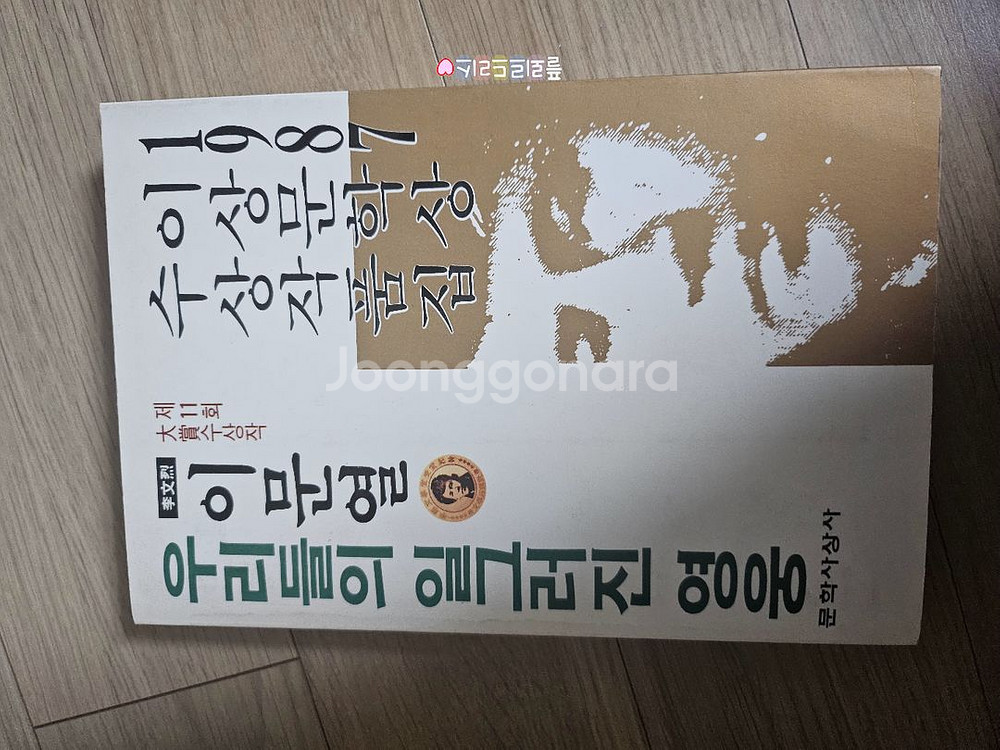 1987
이상문학상
수상작품집
제11회
大賞수상작
李文烈
이문열
우리들의 일그러진 영웅
문학사상사
Joonggonara